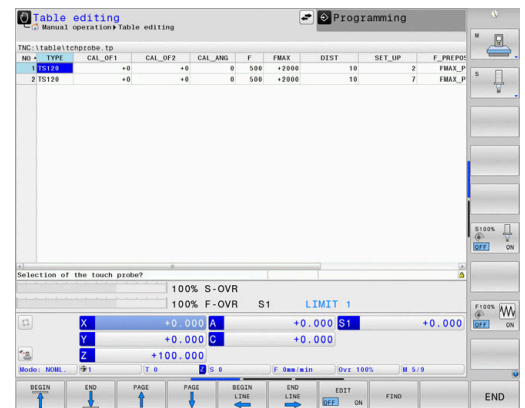 Table editing
Manual operation Table editing
Programming
TNC:\table\tchprobe.tp
NO TYPE CAL_OF1 CAL_OF2 CAL_ANG F FMAX DIST SET_UP F_PREPOS
1 TS120 +0 +0 0 500 +2000 10 2 FMAX_P
2 TS120 +0 +0 0 500 +2000 10 7 FMAX_P
M
S
S100%
OFF ON
Selection of the touch probe?
100% S-OVR
100% F-OVR S1 LIMIT 1
F100%
OFF ON
X +0.000 A +0.000 S1 +0.000
Y +0.000 C +0.000
Z +100.000
Mode: NOML. 1 T 0 Z S 0 F 0mm/min Ovr 100% M 5/9
BEGIN END PAGE PAGE BEGIN LINE END LINE EDIT OFF ON FIND END